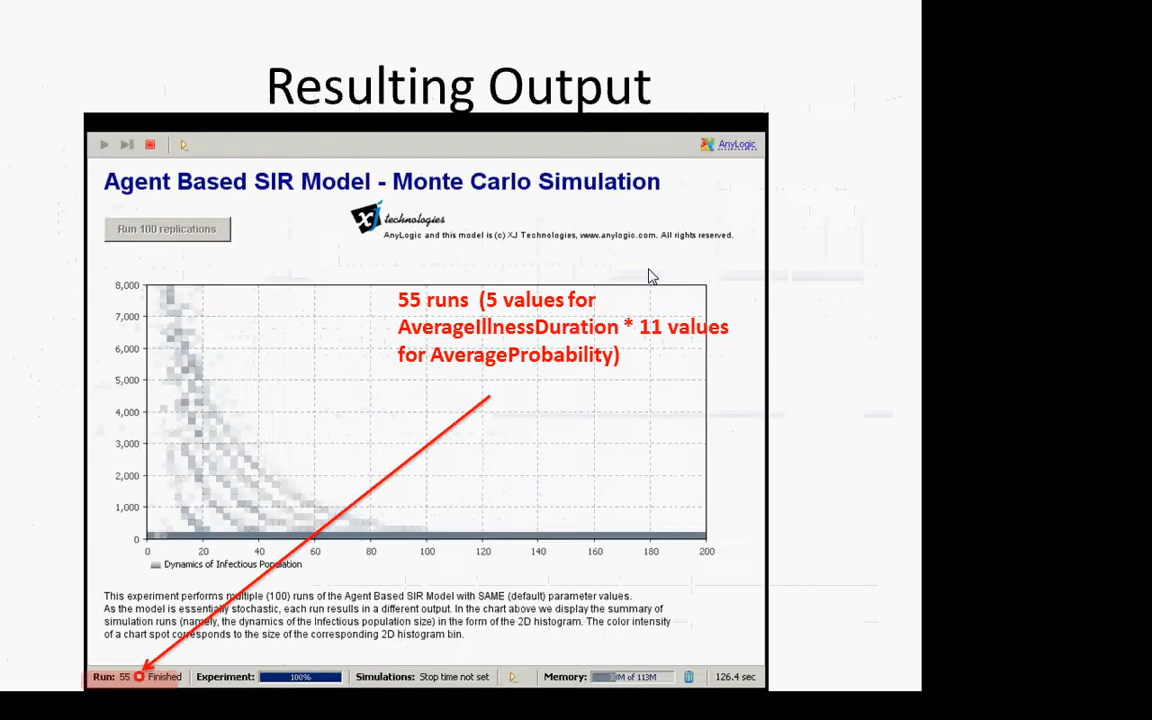 Resulting Output
AnyLogic
Agent Based SIR Model - Monte Carlo Simulation
Run 100 replications
xj technologies
AnyLogic and this model is (c) XJ Technologies, www.anylogic.com. All rights reserved.
55 runs (5 values for
AverageIllnessDuration * 11 values
for AverageProbability)
8,000
7,000
6,000
5,000
4,000
3,000
2,000
1,000
0
0 20 40 60 80 100 120 140 160 180 200
Dynamics of Infectious Population
This experiment performs multiple (100) runs of the Agent Based SIR Model with SAME (default) parameter values.
As the model is essentially stochastic, each run results in a different output. In the chart above we display the summary of
simulation runs (namely, the dynamics of the Infectious population size) in the form of the 2D histogram. The color intensity
of a chart spot corresponds to the size of the corresponding 2D histogram bin.
Run: 55 Finished Experiment: 100% Simulations: Stop time not set Memory: of 113M 126.4 sec